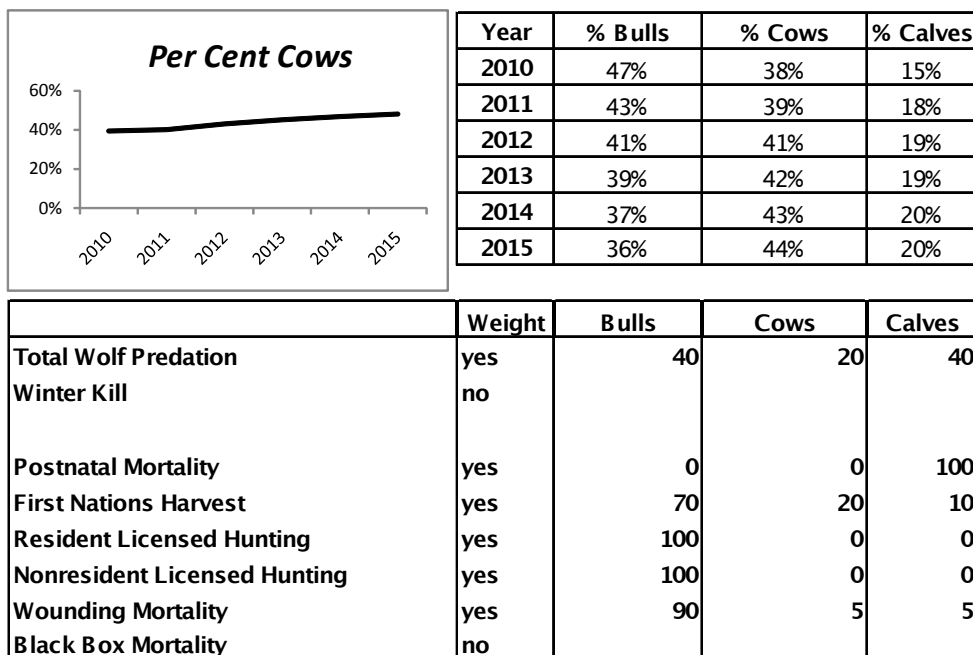 Per Cent Cows
60%
40%
20%
0%
2010 2011 2012 2013 2014 2015
Year % Bulls % Cows % Calves
2010 47% 38% 15%
2011 43% 39% 18%
2012 41% 41% 19%
2013 39% 42% 19%
2014 37% 43% 20%
2015 36% 44% 20%
Weight Bulls Cows Calves
Total Wolf Predation yes 40 20 40
Winter Kill no
Postnatal Mortality yes 0 0 100
First Nations Harvest yes 70 20 10
Resident Licensed Hunting yes 100 0 0
Nonresident Licensed Hunting yes 100 0 0
Wounding Mortality yes 90 5 5
Black Box Mortality no